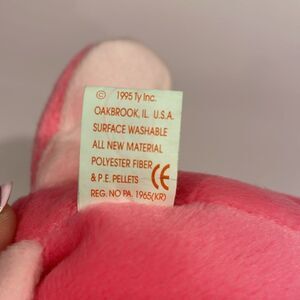 © 1995 Ty Inc.
OAKBROOK, IL. U.S.A.
SURFACE WASHABLE
ALL NEW MATERIAL
POLYESTER FIBER
& P.E. PELLETS CE
REG. NO PA. 1965(KR)